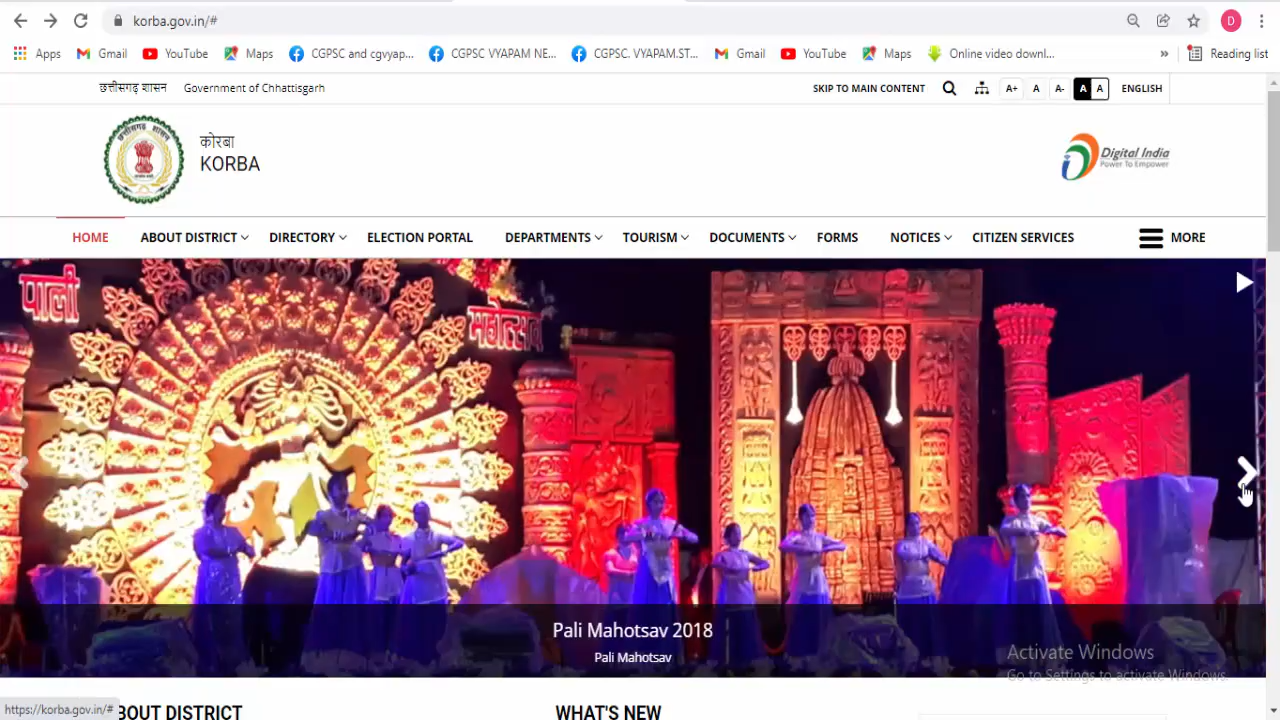 korba.gov.in/#
D
Apps Gmail YouTube Maps CGPSC and cgvyap... CGPSC VYAPAM NE... CGPSC. VYAPAM.ST... Gmail YouTube Maps Online video downl... » Reading list
छत्तीसगढ़ शासन Government of Chhattisgarh SKIP TO MAIN CONTENT A+ A A- A A ENGLISH
कोरबा
KORBA
Digital India
Power To Empower
HOME ABOUT DISTRICT DIRECTORY ELECTION PORTAL DEPARTMENTS TOURISM DOCUMENTS FORMS NOTICES CITIZEN SERVICES MORE
पाली
महोत्सव
Pali Mahotsav 2018
Pali Mahotsav
Activate Windows
Go to Settings to activate Windows.
https://korba.gov.in/#
BOUT DISTRICT WHAT'S NEW